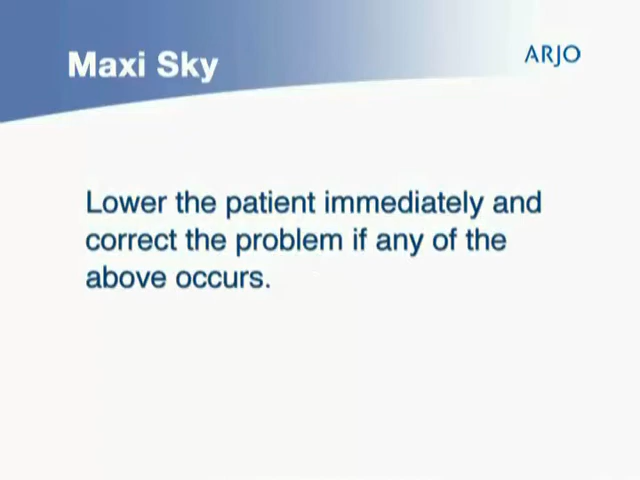 Maxi Sky
ARJO
Lower the patient immediately and
correct the problem if any of the
above occurs.